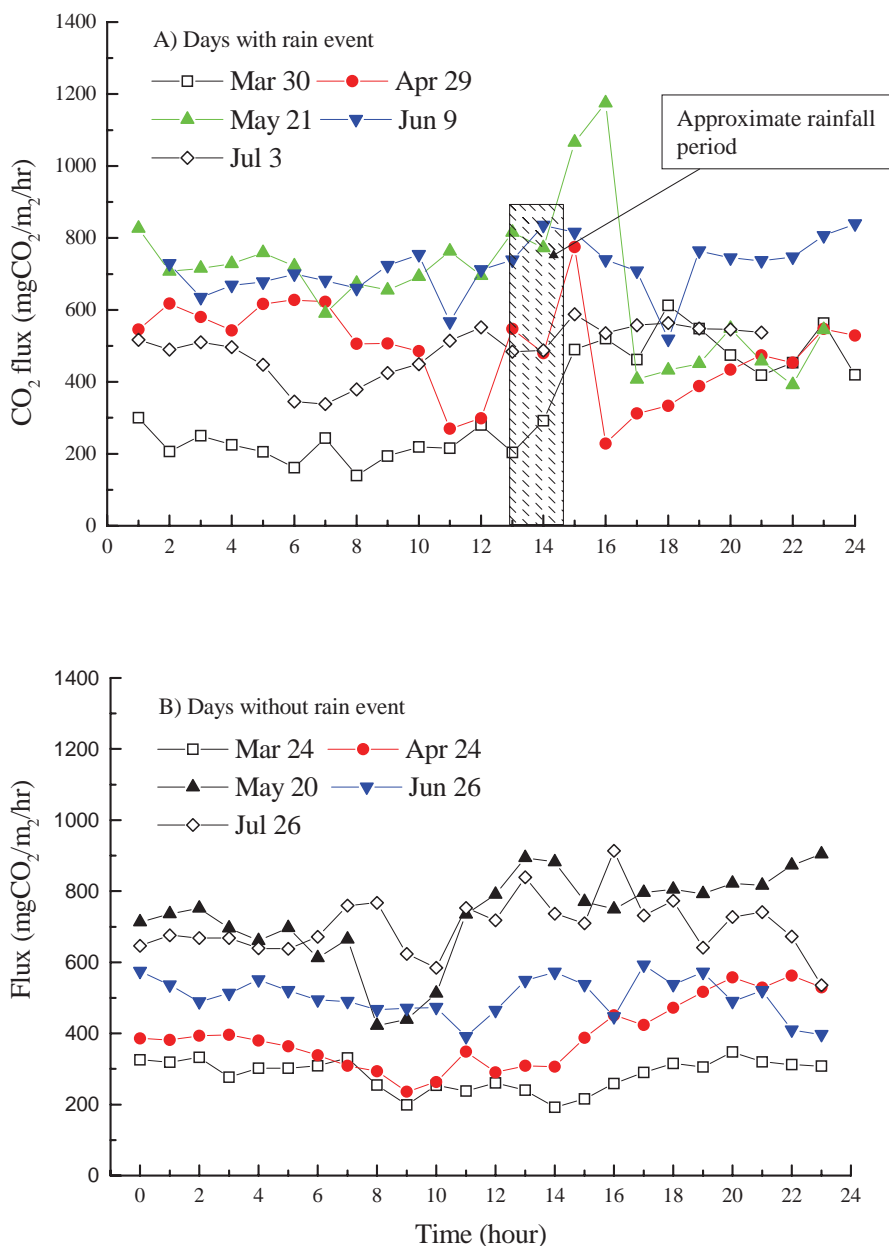 A) Days with rain event
Mar 30 Apr 29
May 21 Jun 9
Jul 3
Approximate rainfall
period
CO2 flux (mgCO2/m2/hr)
1400
1200
1000
800
600
400
200
0
0 2 4 6 8 10 12 14 16 18 20 22 24
B) Days without rain event
Mar 24 Apr 24
May 20 Jun 26
Jul 26
Flux (mgCO2/m2/hr)
1400
1200
1000
800
600
400
200
0
0 2 4 6 8 10 12 14 16 18 20 22 24
Time (hour)